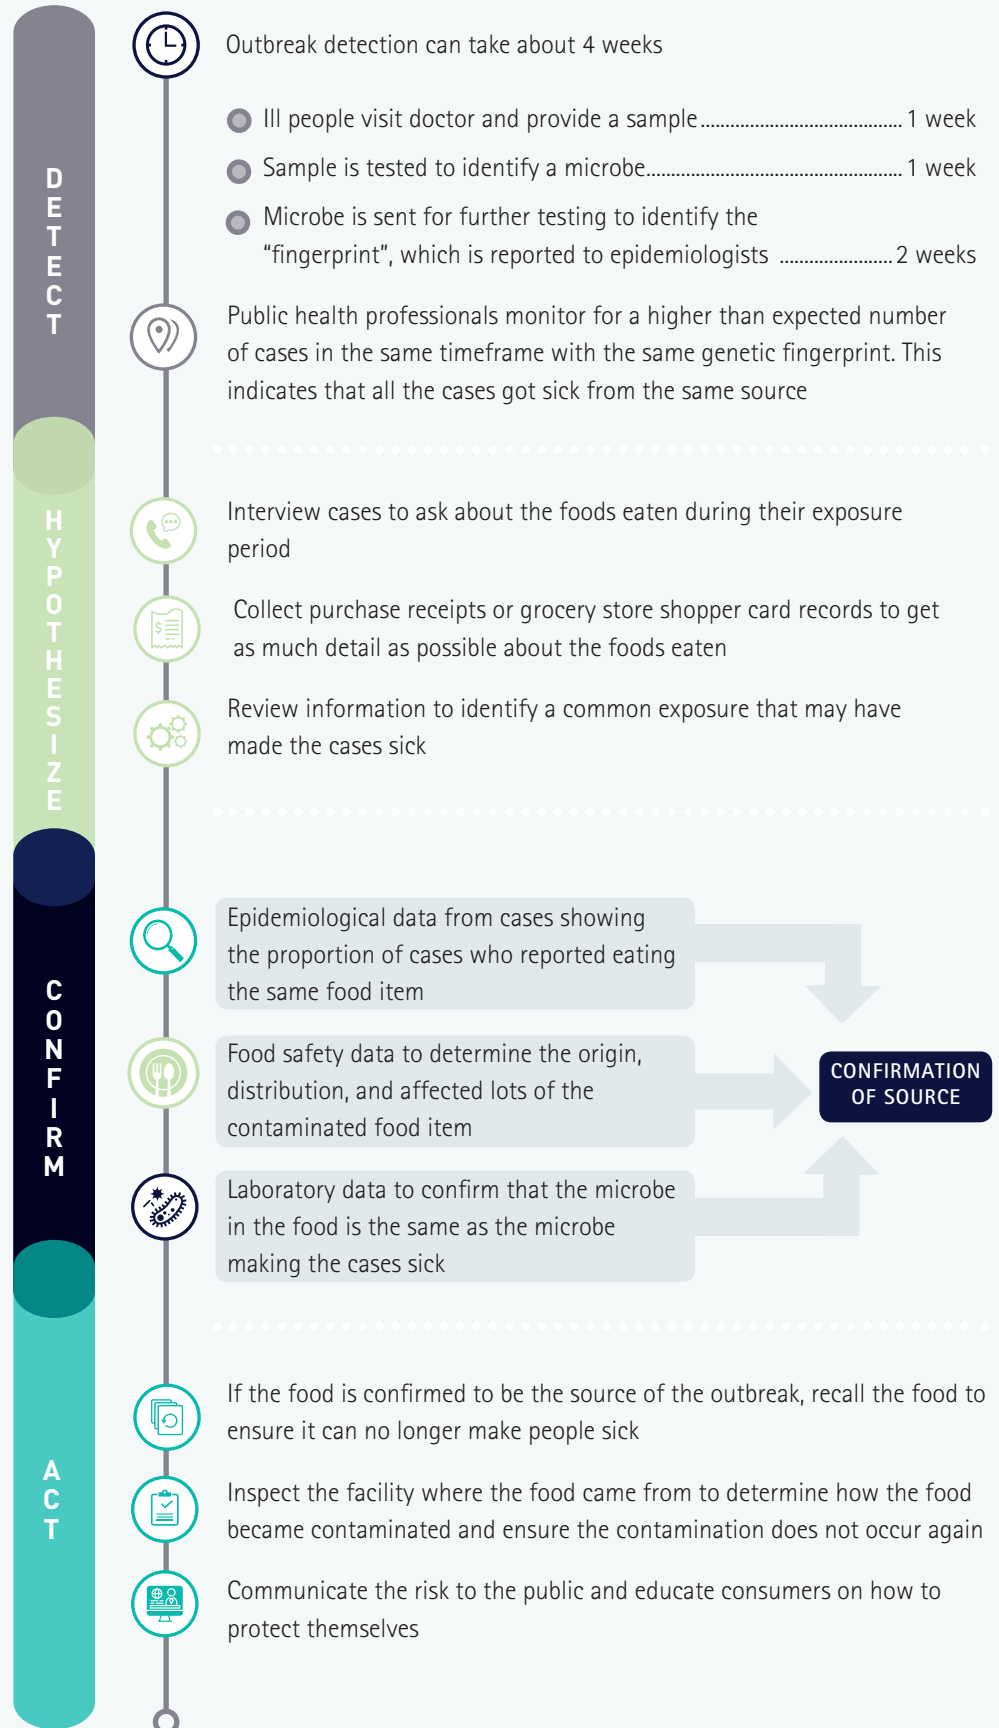 DETECT
Outbreak detection can take about 4 weeks
Ill people visit doctor and provide a sample ......................................... 1 week
Sample is tested to identify a microbe.................................................... 1 week
Microbe is sent for further testing to identify the
“fingerprint”, which is reported to epidemiologists ....................... 2 weeks
Public health professionals monitor for a higher than expected number
of cases in the same timeframe with the same genetic fingerprint. This
indicates that all the cases got sick from the same source
HYPOTHESIZE
Interview cases to ask about the foods eaten during their exposure
period
$
Collect purchase receipts or grocery store shopper card records to get
as much detail as possible about the foods eaten
Review information to identify a common exposure that may have
made the cases sick
CONFIRM
Epidemiological data from cases showing
the proportion of cases who reported eating
the same food item
Food safety data to determine the origin,
distribution, and affected lots of the
contaminated food item
Laboratory data to confirm that the microbe
in the food is the same as the microbe
making the cases sick
CONFIRMATION
OF SOURCE
ACT
If the food is confirmed to be the source of the outbreak, recall the food to
ensure it can no longer make people sick
Inspect the facility where the food came from to determine how the food
became contaminated and ensure the contamination does not occur again
Communicate the risk to the public and educate consumers on how to
protect themselves